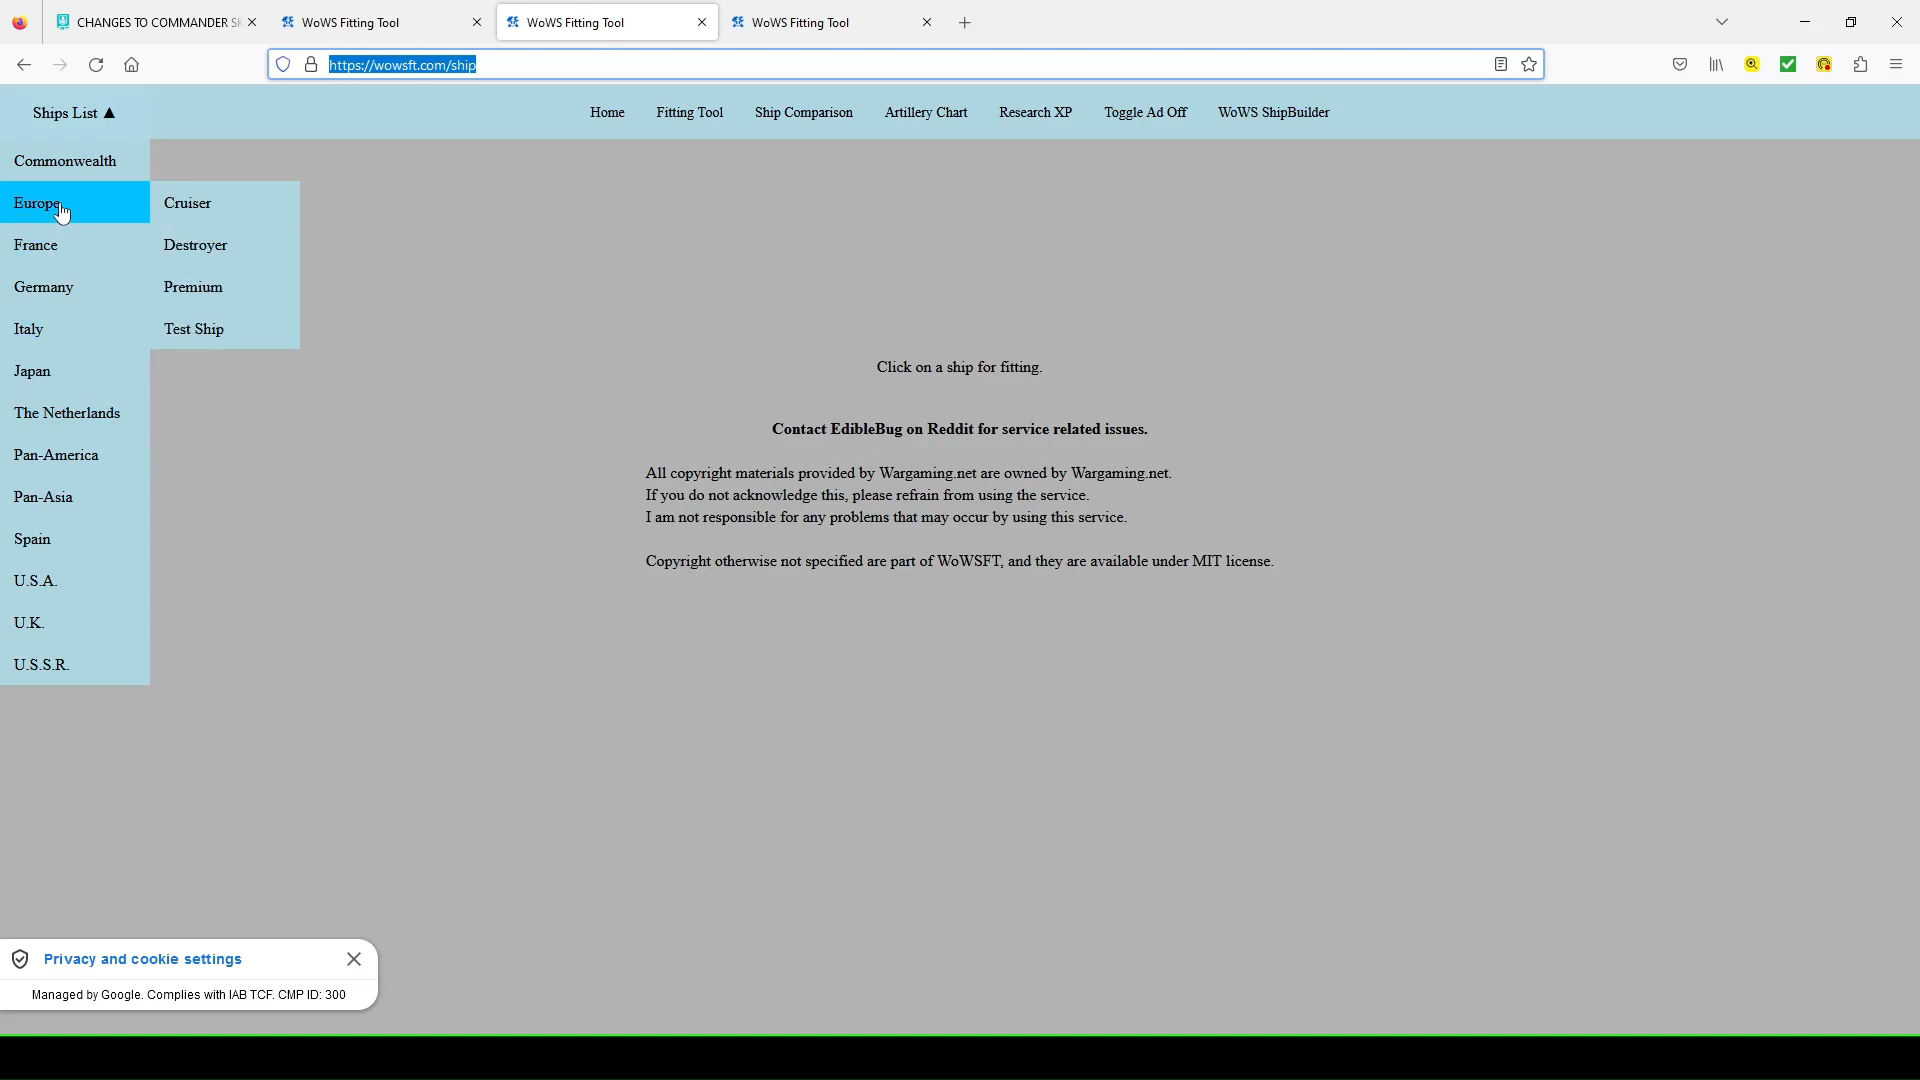 CHANGES TO COMMANDER SK
WoWS Fitting Tool
WoWS Fitting Tool
WoWS Fitting Tool
https://wowsft.com/ship
Ships List ▲
Home
Fitting Tool
Ship Comparison
Artillery Chart
Research XP
Toggle Ad Off
WoWS ShipBuilder
Commonwealth
Europe
France
Germany
Italy
Japan
The Netherlands
Pan-America
Pan-Asia
Spain
U.S.A.
U.K.
U.S.S.R.
Cruiser
Destroyer
Premium
Test Ship
Click on a ship for fitting.
Contact EdibleBug on Reddit for service related issues.
All copyright materials provided by Wargaming.net are owned by Wargaming.net.
If you do not acknowledge this, please refrain from using the service.
I am not responsible for any problems that may occur by using this service.
Copyright otherwise not specified are part of WoWSFT, and they are available under MIT license.
Privacy and cookie settings
Managed by Google. Complies with IAB TCF. CMP ID: 300